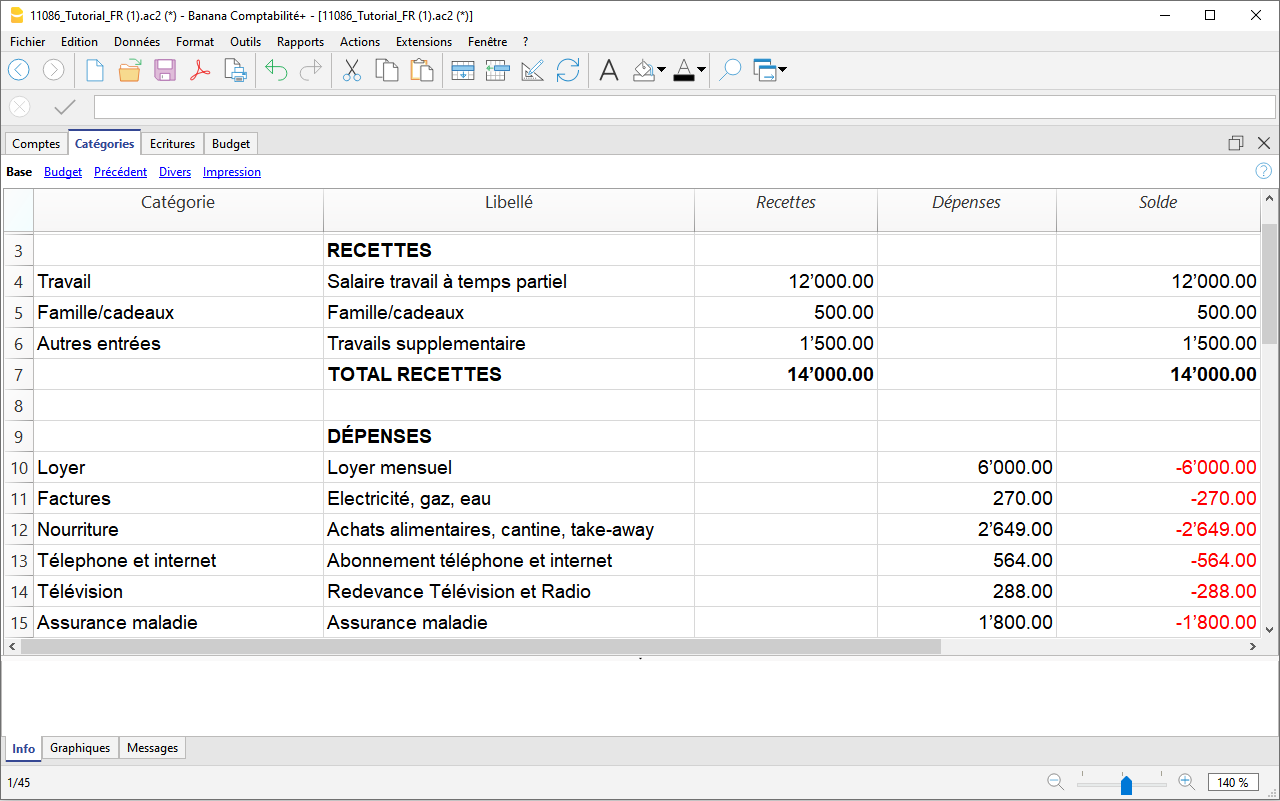 11086_Tutorial_FR (1).ac2 (*) - Banana Comptabilité+ - [11086_Tutorial_FR (1).ac2 (*)]
Fichier Edition Données Format Outils Rapports Actions Extensions Fenêtre ?
Comptes Catégories Ecritures Budget
Base Budget Précédent Divers Impression
Catégorie Libellé Recettes Dépenses Solde
3 RECETTES
4 Travail Salaire travail à temps partiel 12’000.00 12’000.00
5 Famille/cadeaux Famille/cadeaux 500.00 500.00
6 Autres entrées Travails supplementaire 1’500.00 1’500.00
7 TOTAL RECETTES 14’000.00 14’000.00
8
9 DÉPENSES
10 Loyer Loyer mensuel 6’000.00 -6’000.00
11 Factures Electricité, gaz, eau 270.00 -270.00
12 Nourriture Achats alimentaires, cantine, take-away 2’649.00 -2’649.00
13 Télephone et internet Abonnement téléphone et internet 564.00 -564.00
14 Télévision Redevance Télévision et Radio 288.00 -288.00
15 Assurance maladie Assurance maladie 1’800.00 -1’800.00
Info Graphiques Messages
1/45 140 %